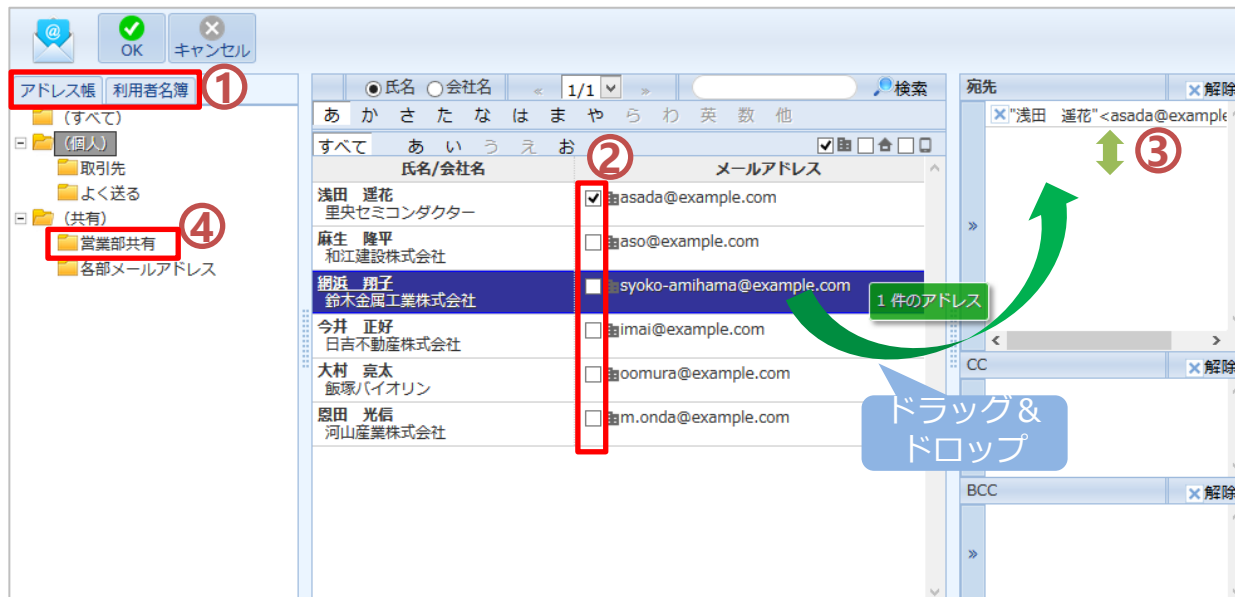 OK キャンセル
アドレス帳 利用者名簿 ①
(すべて)
(個人)
取引先
よく送る
(共有)
営業部共有 ④
各部メールアドレス
氏名 会社名 « 1/1 » 検索
あ か さ た な は ま や ら わ 英 数 他
すべて あ い う え お
氏名/会社名 ② メールアドレス
浅田 遥花
里央セミコンダクター
asada@example.com
麻生 隆平
和江建設株式会社
aso@example.com
網浜 翔子
鈴木金属工業株式会社
syoko-amihama@example.com
今井 正好
日吉不動産株式会社
imai@example.com
大村 亮太
飯塚バイオリン
oomura@example.com
恩田 光信
河山産業株式会社
m.onda@example.com
1 件のアドレス
ドラッグ&
ドロップ
宛先 解除
"浅田 遥花"<asada@example
③
»
CC 解除
BCC 解除
»